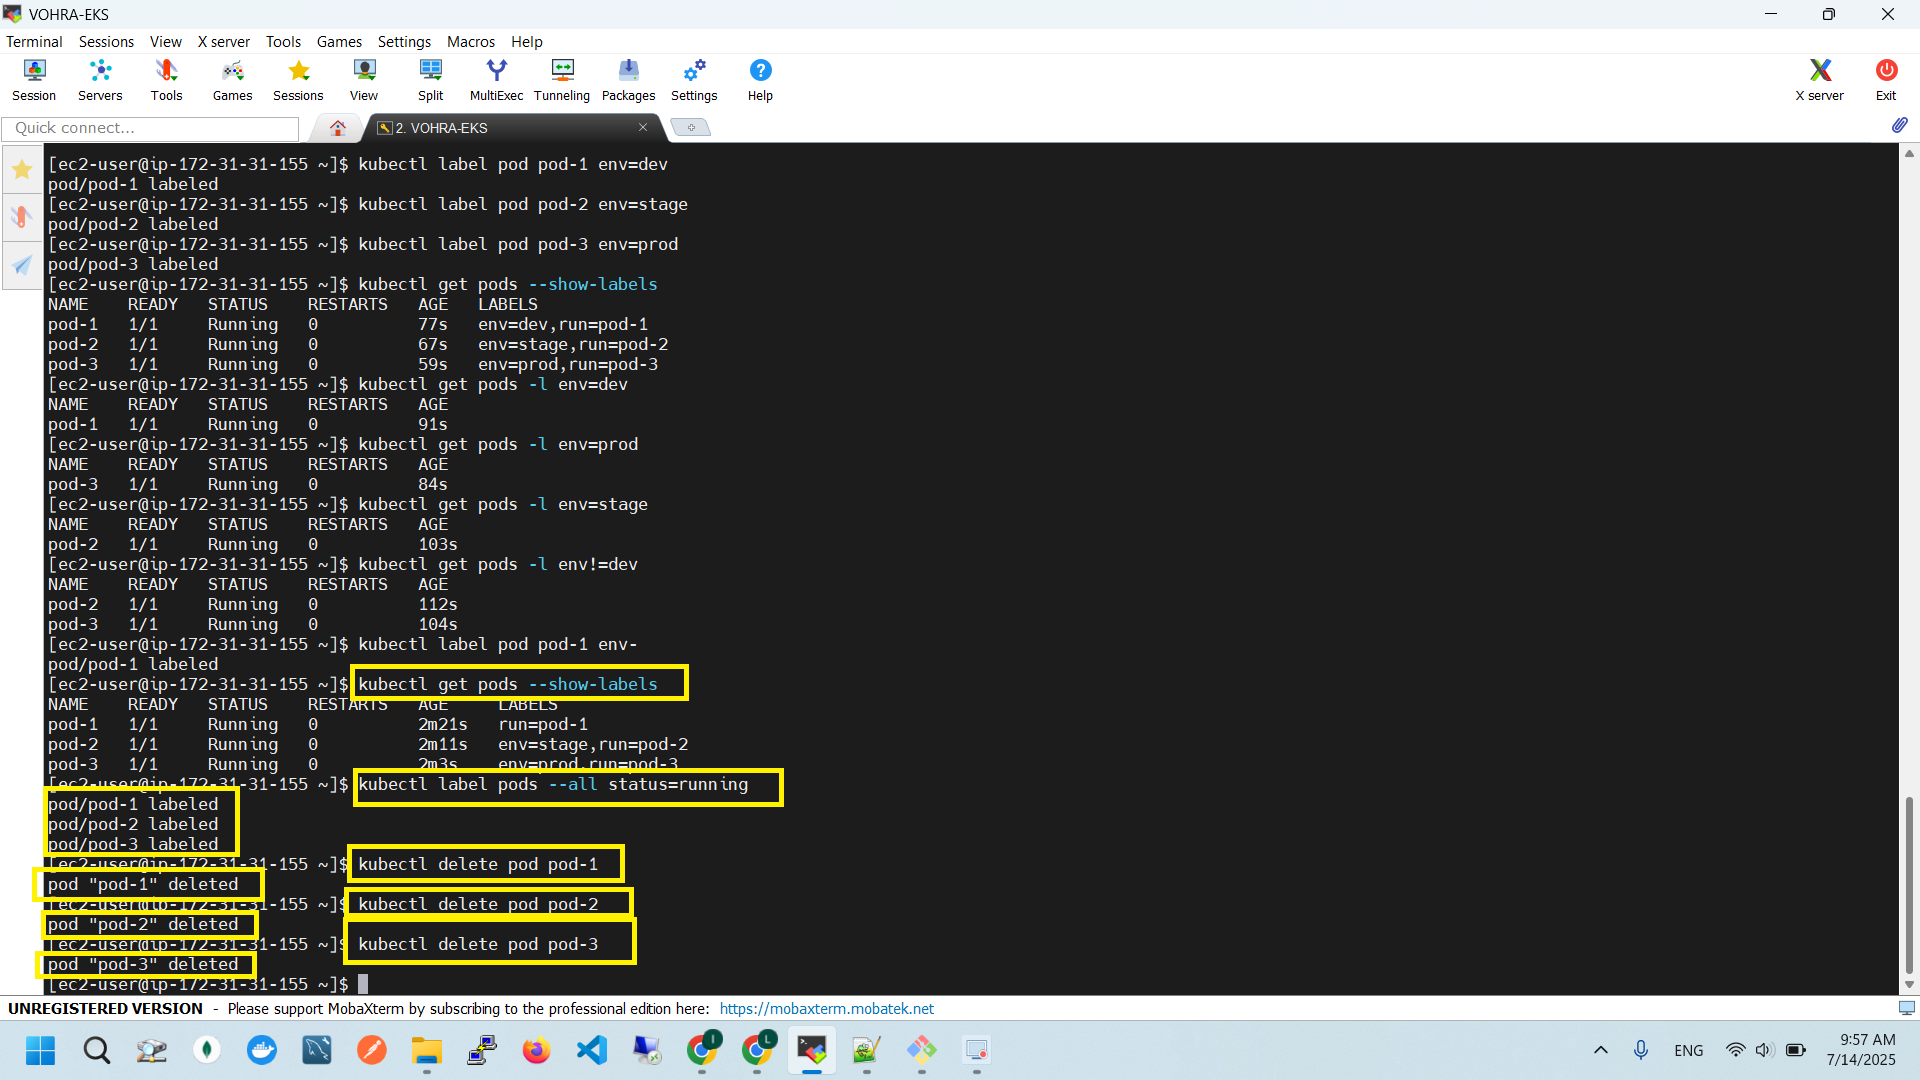 VOHRA-EKS
Terminal Sessions View X server Tools Games Settings Macros Help
Session Servers Tools Games Sessions View Split MultiExec Tunneling Packages Settings Help X server Exit
Quick connect... 2. VOHRA-EKS
[ec2-user@ip-172-31-31-155 ~]$ kubectl label pod pod-1 env=dev
pod/pod-1 labeled
[ec2-user@ip-172-31-31-155 ~]$ kubectl label pod pod-2 env=stage
pod/pod-2 labeled
[ec2-user@ip-172-31-31-155 ~]$ kubectl label pod pod-3 env=prod
pod/pod-3 labeled
[ec2-user@ip-172-31-31-155 ~]$ kubectl get pods --show-labels
NAME READY STATUS RESTARTS AGE LABELS
pod-1 1/1 Running 0 77s env=dev,run=pod-1
pod-2 1/1 Running 0 67s env=stage,run=pod-2
pod-3 1/1 Running 0 59s env=prod,run=pod-3
[ec2-user@ip-172-31-31-155 ~]$ kubectl get pods -l env=dev
NAME READY STATUS RESTARTS AGE
pod-1 1/1 Running 0 91s
[ec2-user@ip-172-31-31-155 ~]$ kubectl get pods -l env=prod
NAME READY STATUS RESTARTS AGE
pod-3 1/1 Running 0 84s
[ec2-user@ip-172-31-31-155 ~]$ kubectl get pods -l env=stage
NAME READY STATUS RESTARTS AGE
pod-2 1/1 Running 0 103s
[ec2-user@ip-172-31-31-155 ~]$ kubectl get pods -l env!=dev
NAME READY STATUS RESTARTS AGE
pod-2 1/1 Running 0 112s
pod-3 1/1 Running 0 104s
[ec2-user@ip-172-31-31-155 ~]$ kubectl label pod pod-1 env-
pod/pod-1 labeled
[ec2-user@ip-172-31-31-155 ~]$ kubectl get pods --show-labels
NAME READY STATUS RESTARTS AGE LABELS
pod-1 1/1 Running 0 2m21s run=pod-1
pod-2 1/1 Running 0 2m11s env=stage,run=pod-2
pod-3 1/1 Running 0 2m3s env=prod,run=pod-3
[ec2-user@ip-172-31-31-155 ~]$ kubectl label pods --all status=running
pod/pod-1 labeled
pod/pod-2 labeled
pod/pod-3 labeled
[ec2-user@ip-172-31-31-155 ~]$ kubectl delete pod pod-1
pod "pod-1" deleted
[ec2-user@ip-172-31-31-155 ~]$ kubectl delete pod pod-2
pod "pod-2" deleted
[ec2-user@ip-172-31-31-155 ~]$ kubectl delete pod pod-3
pod "pod-3" deleted
[ec2-user@ip-172-31-31-155 ~]$
UNREGISTERED VERSION - Please support MobaXterm by subscribing to the professional edition here: https://mobaxterm.mobatek.net
I L ENG 9:57 AM
7/14/2025